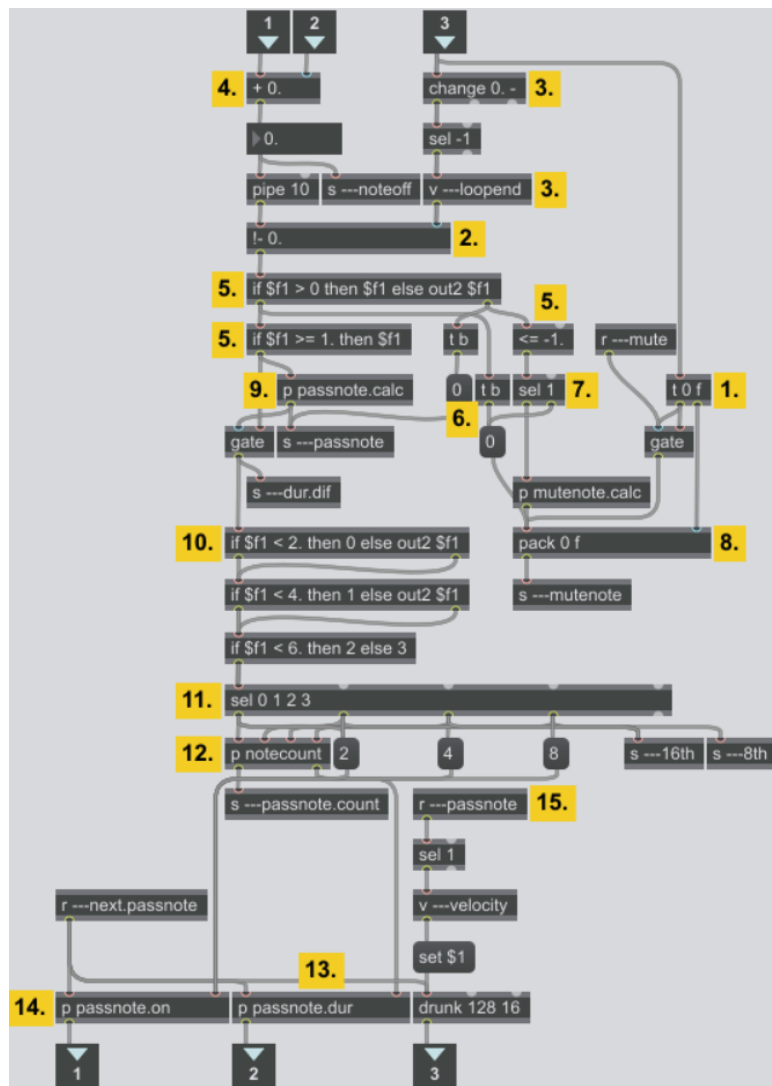 1 2 3
4. + 0. change 0. - 3.
0. sel -1
pipe 10 s ---noteoff v ---loopend 3.
!- 0. 2.
5. if $f1 > 0 then $f1 else out2 $f1
5.
5. if $f1 >= 1. then $f1 t b <= -1. r ---mute
9. p passnote.calc 0 t b sel 1 7. t 0 f 1.
6.
gate s ---passnote 0 gate
s ---dur.dif p mutenote.calc
10. if $f1 < 2. then 0 else out2 $f1 pack 0 f 8.
if $f1 < 4. then 1 else out2 $f1 s ---mutenote
if $f1 < 6. then 2 else 3
11. sel 0 1 2 3
12. p notecount 2 4 8 s ---16th s ---8th
s ---passnote.count r ---passnote 15.
sel 1
r ---next.passnote v ---velocity
set $1
13.
14. p passnote.on p passnote.dur drunk 128 16
1 2 3